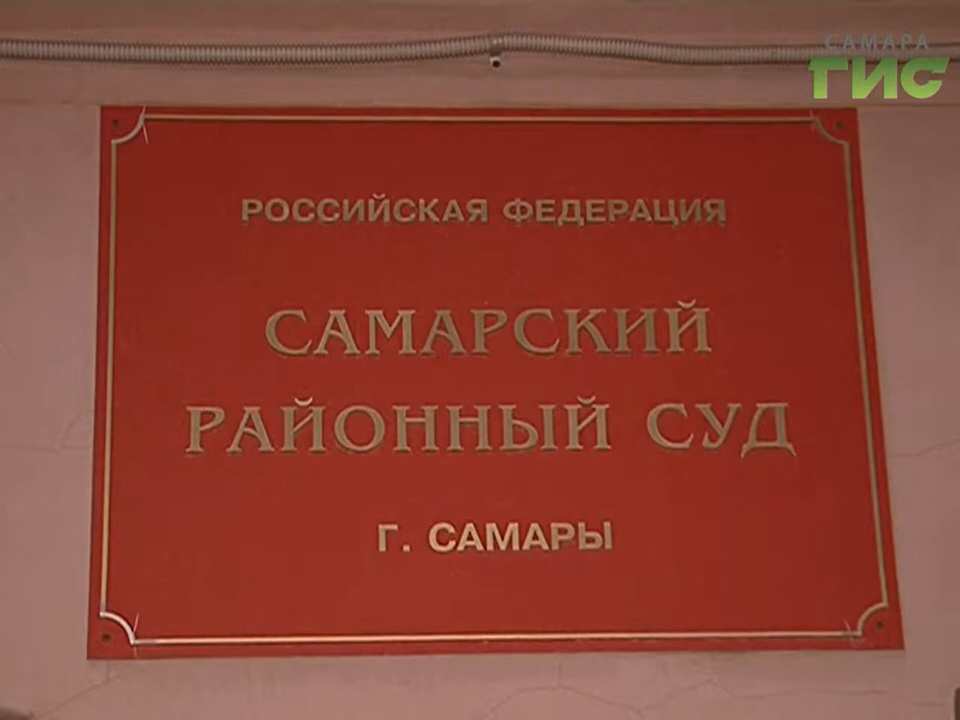 САМАРА
ГИС
РОССИЙСКАЯ ФЕДЕРАЦИЯ
САМАРСКИЙ
РАЙОННЫЙ СУД
Г. САМАРЫ